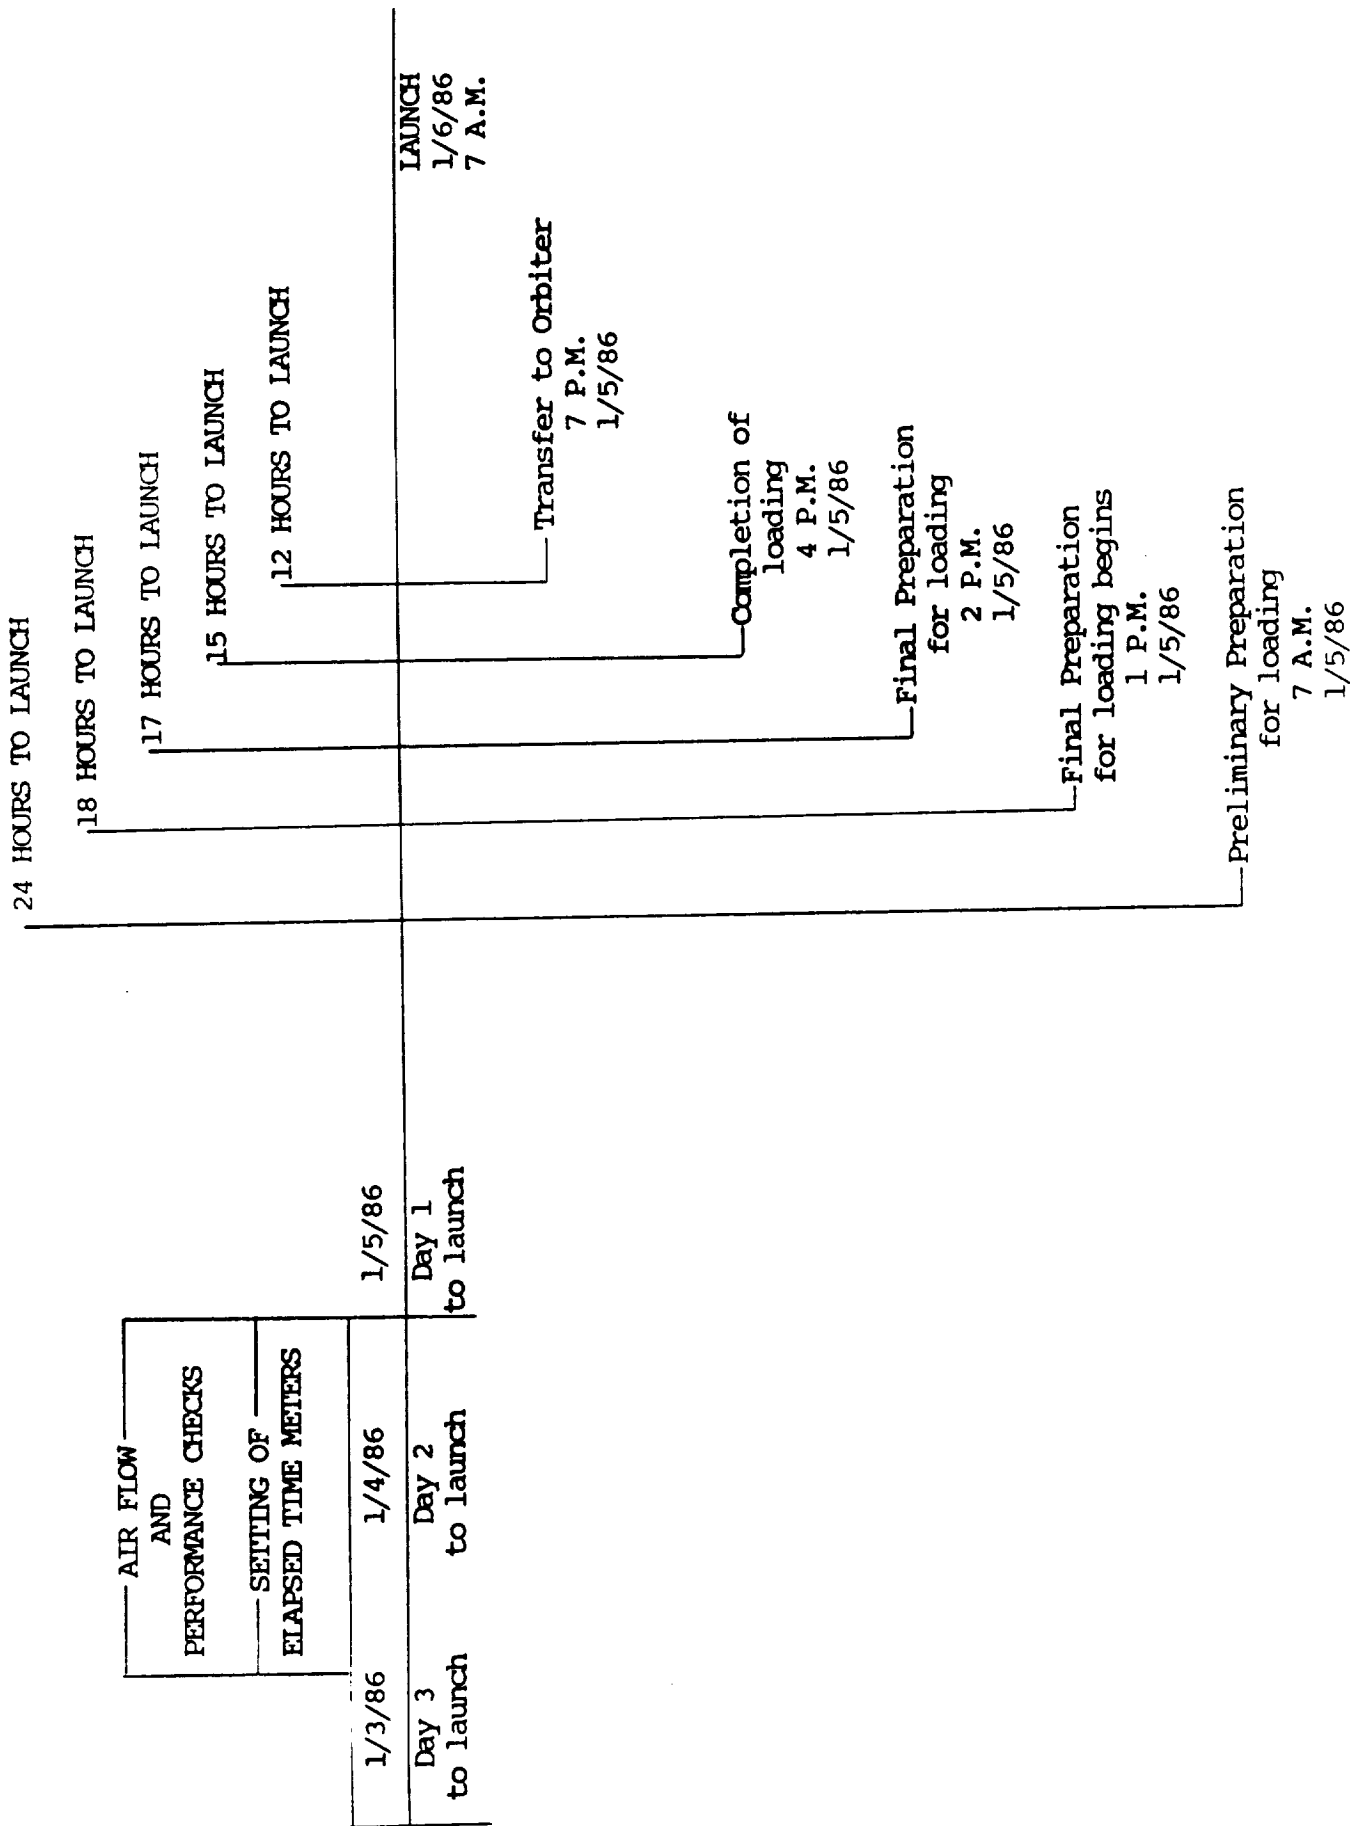 24 HOURS TO LAUNCH
18 HOURS TO LAUNCH
17 HOURS TO LAUNCH
15 HOURS TO LAUNCH
12 HOURS TO LAUNCH
AIR FLOW
AND
PERFORMANCE CHECKS
SETTING OF
ELAPSED TIME METERS
1/3/86
1/4/86
1/5/86
Day 3
to launch
Day 2
to launch
Day 1
to launch
LAUNCH
1/6/86
7 A.M.
Transfer to Orbiter
7 P.M.
1/5/86
Completion of
loading
4 P.M.
1/5/86
Final Preparation
for loading
2 P.M.
1/5/86
Final Preparation
for loading begins
1 P.M.
1/5/86
Preliminary Preparation
for loading
7 A.M.
1/5/86